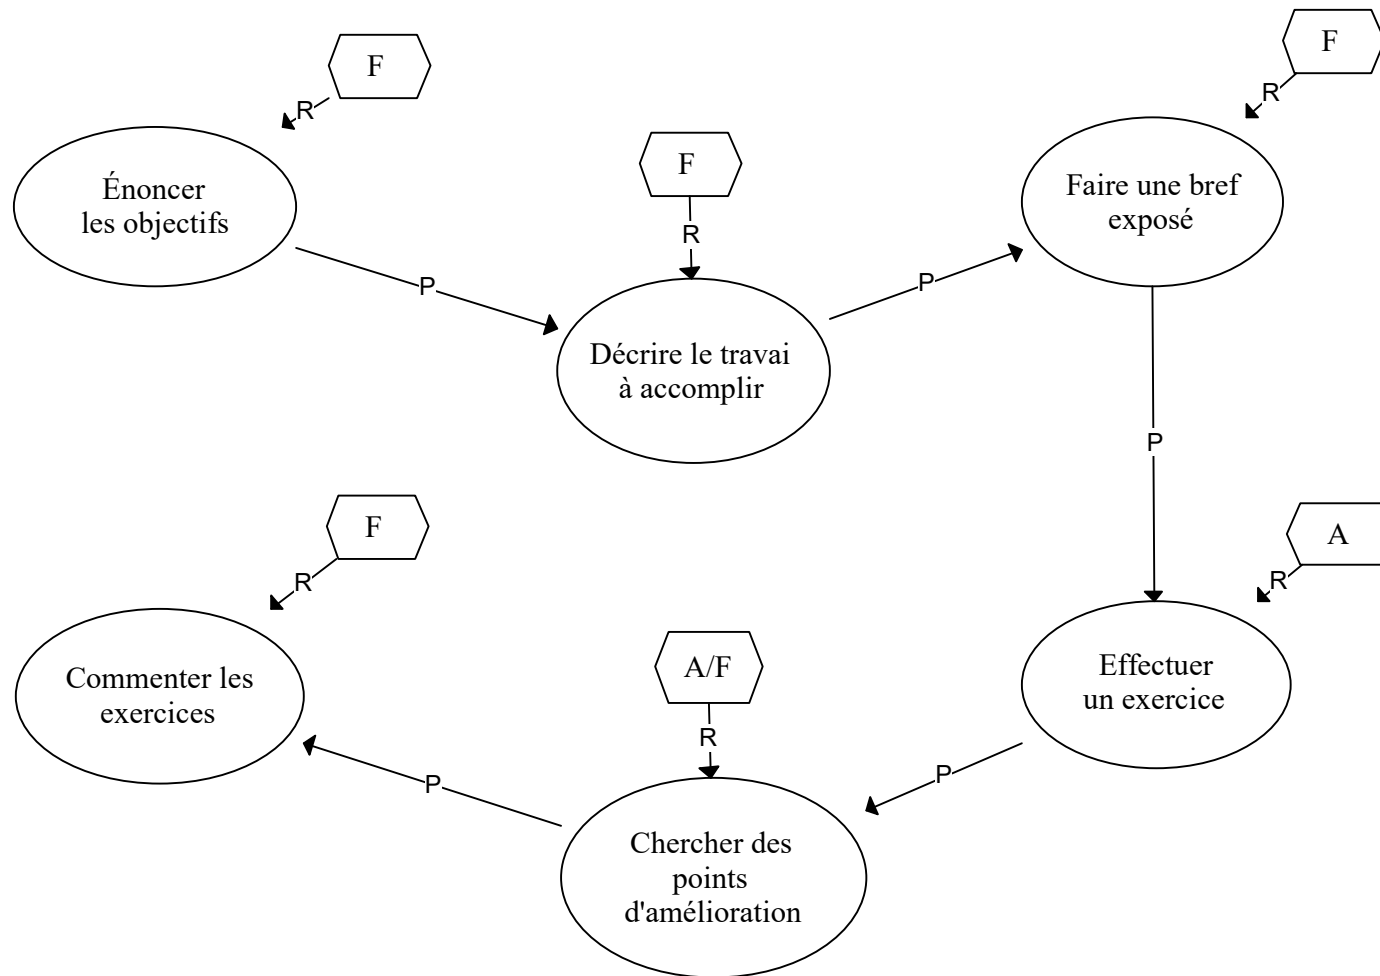 F
R
Énoncer
les objectifs
P
F
R
Décrire le travai
à accomplir
P
F
R
Faire une bref
exposé
P
A
R
Effectuer
un exercice
P
A/F
R
Chercher des
points
d'amélioration
P
F
R
Commenter les
exercices